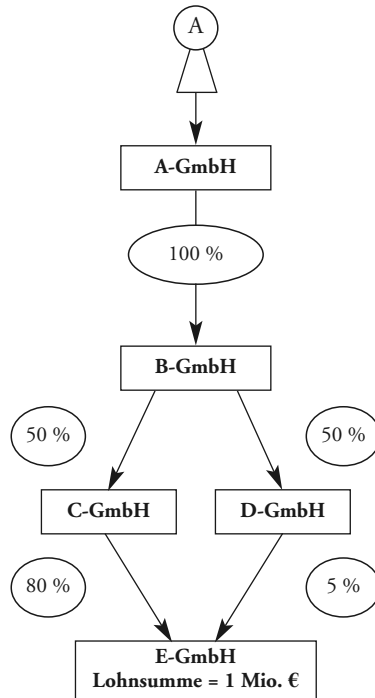 A
A-GmbH
100 %
B-GmbH
50 %
50 %
C-GmbH
D-GmbH
80 %
5 %
E-GmbH
Lohnsumme = 1 Mio. €